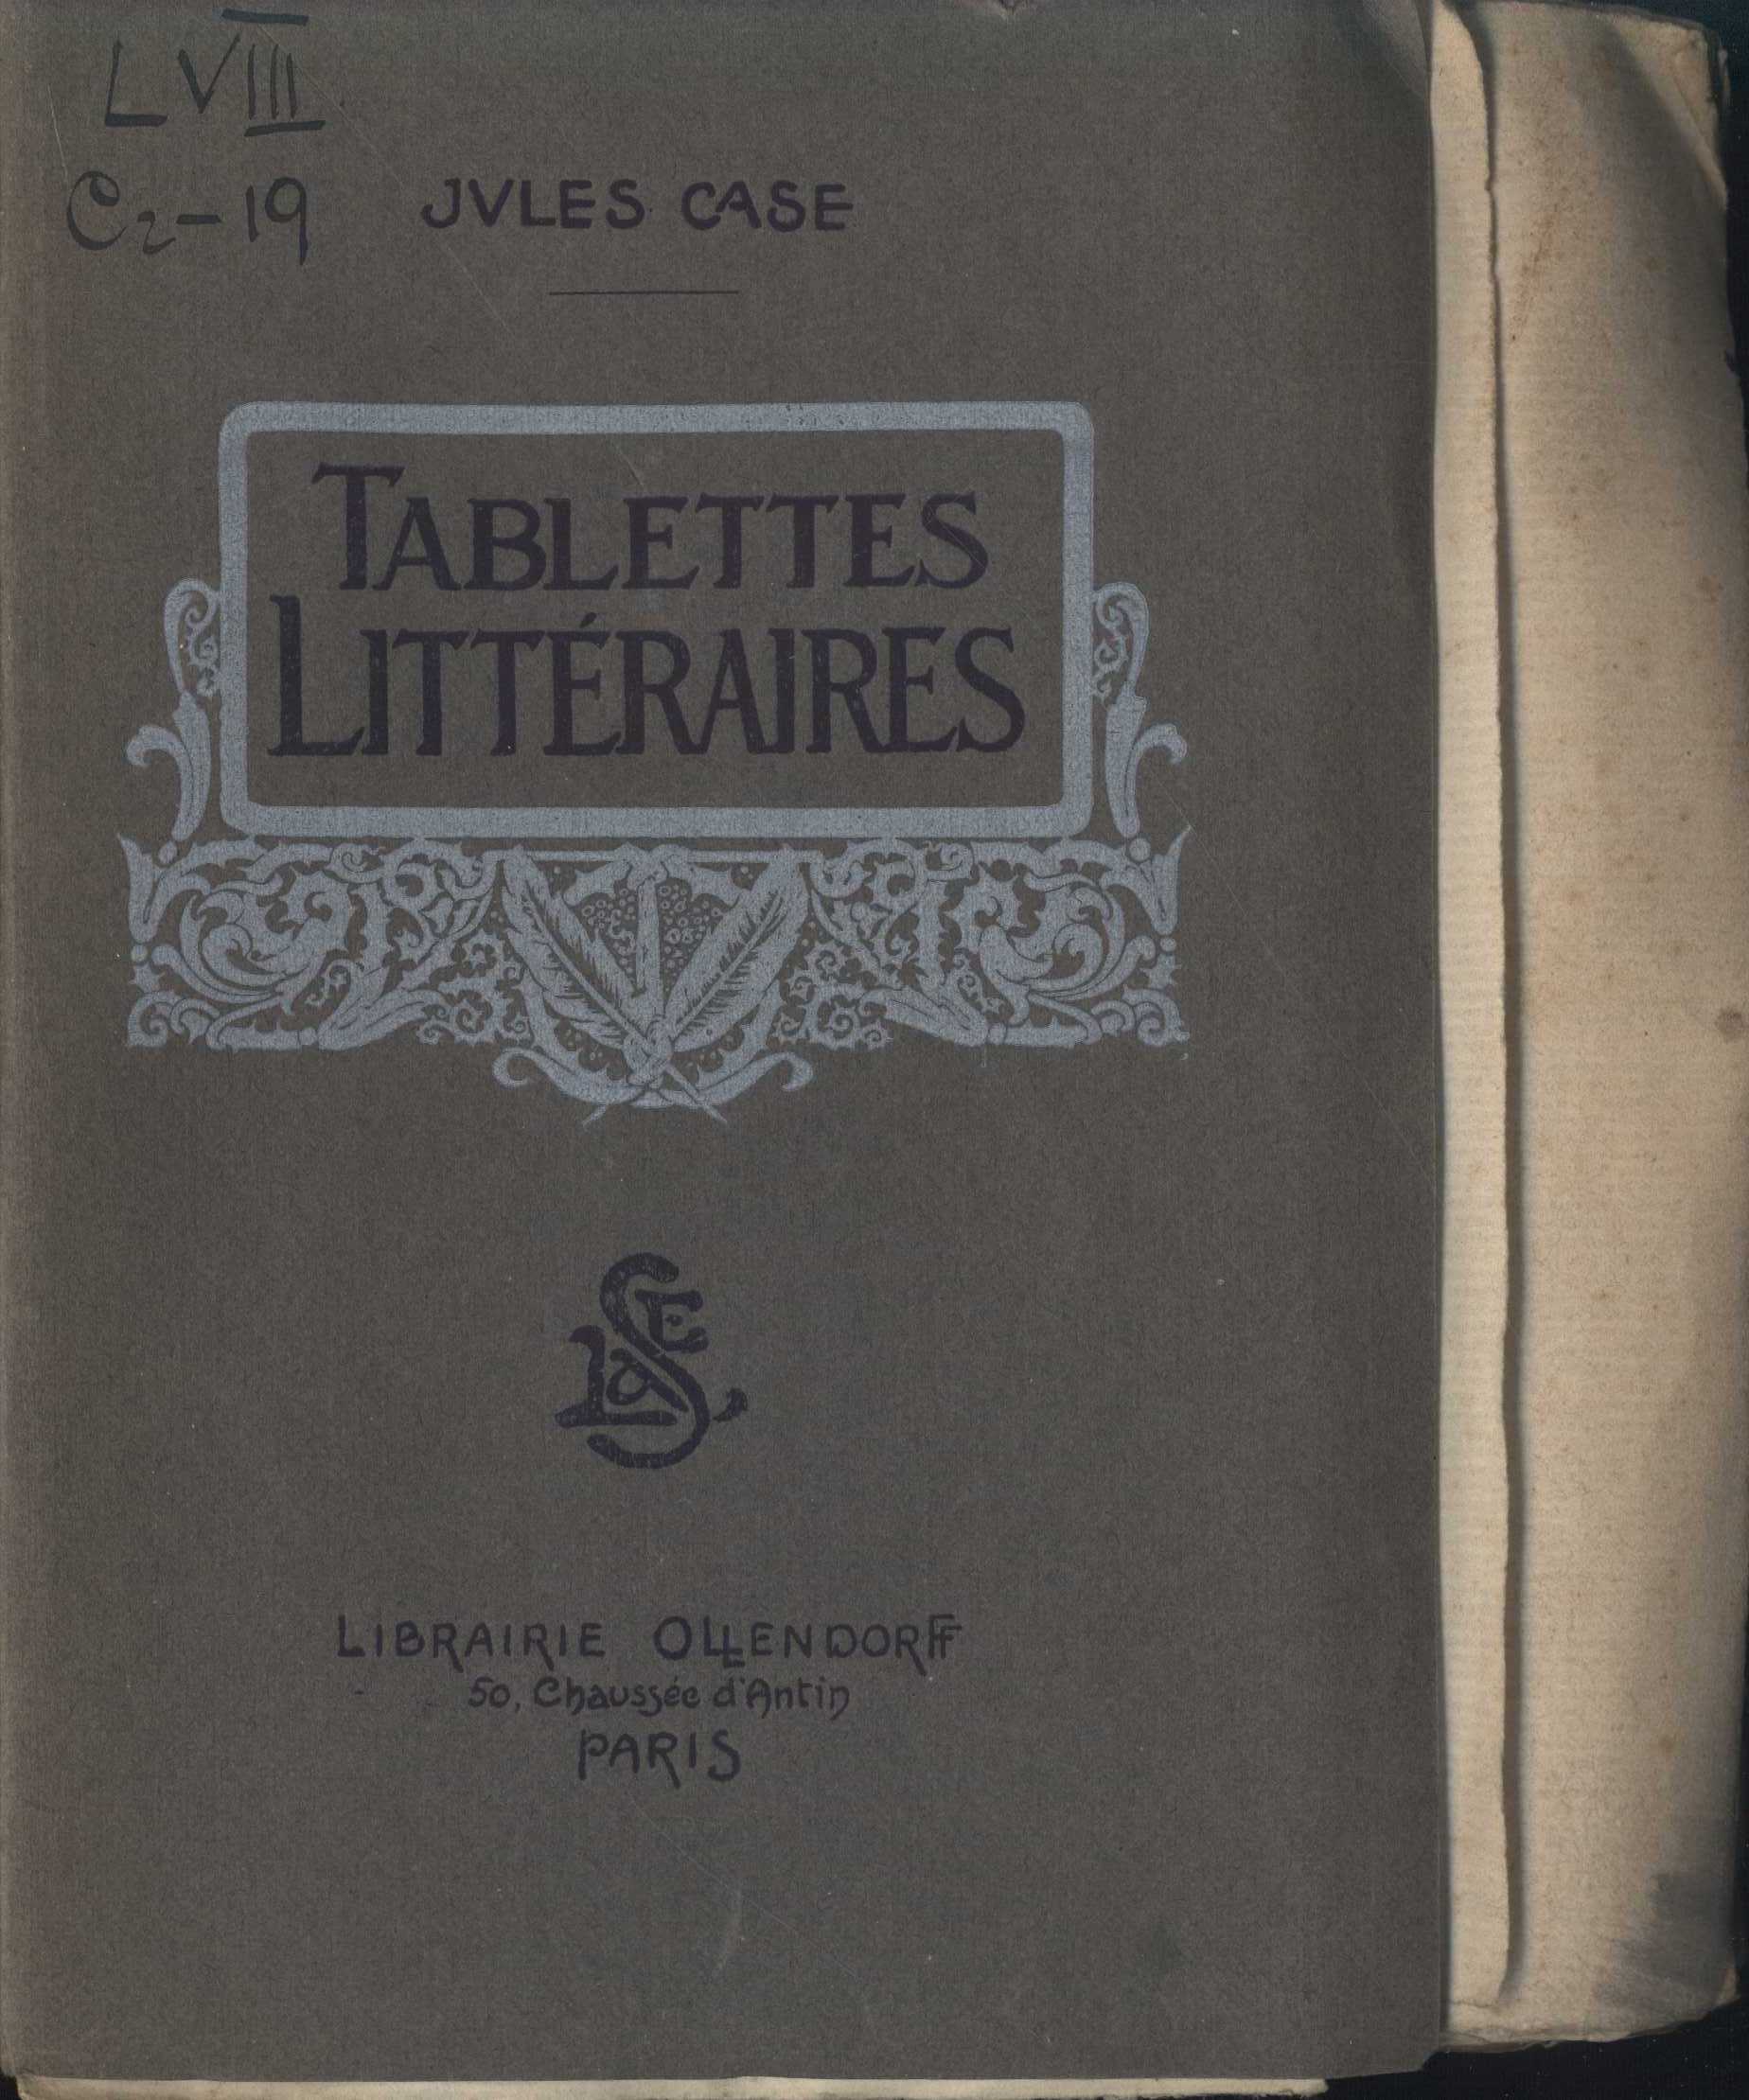 LVIII
C2-19
JVLES CASE
TABLETTES
LITTÉRAIRES
LIBRAIRIE OLLENDORFF
50, Chaussée d'Antin
PARIS